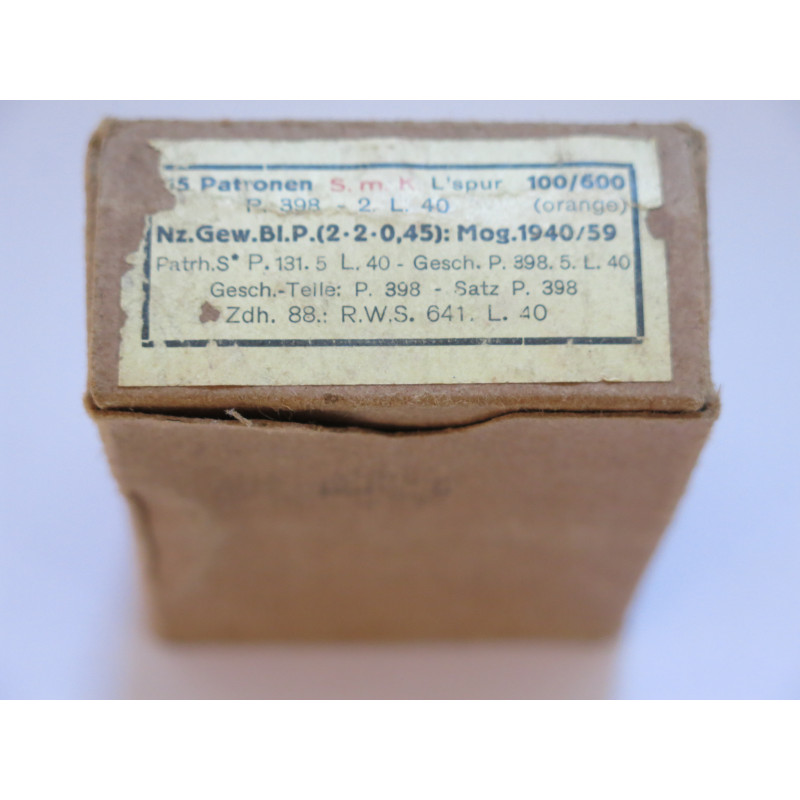 5 Patronen S. m. K L'spur 100/600
P. 398 - 2. L. 40 (orange)
Nz.Gew.Bl.P.(2·2·0,45): Mog.1940/59
Patrh.S* P. 131. 5 L. 40 - Gesch. P. 398. 5. L. 40
Gesch.-Teile: P. 398 - Satz P. 398
Zdh. 88.: R.W.S. 641. L. 40